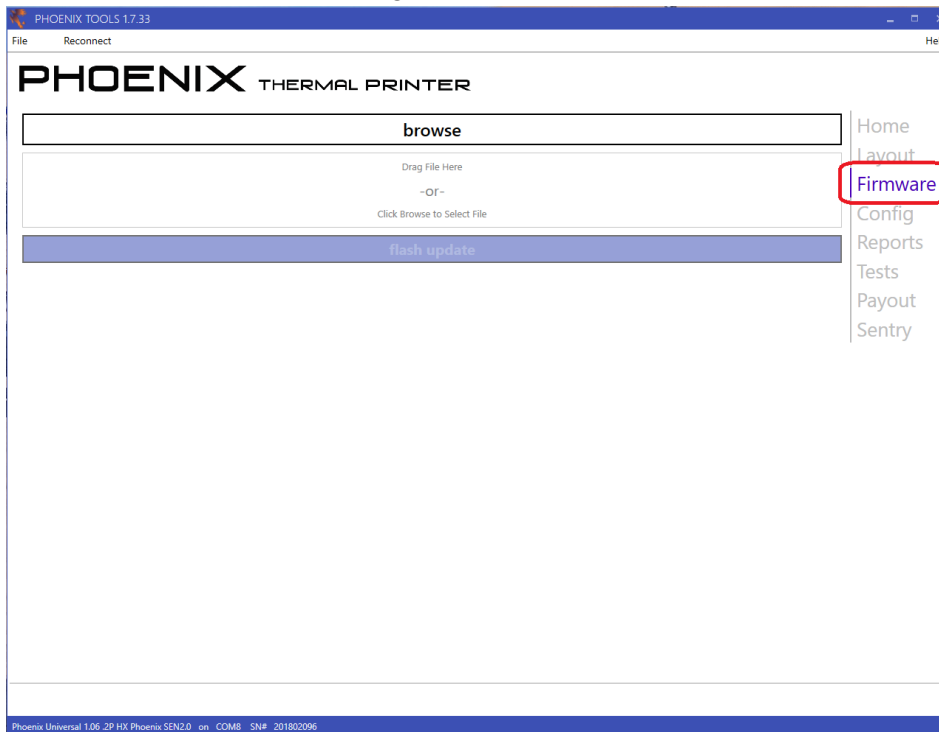 PHOENIX TOOLS 1.7.33
File Reconnect
PHOENIX THERMAL PRINTER
browse
Drag File Here
-or-
Click Browse to Select File
flash update
Home
Layout
Firmware
Config
Reports
Tests
Payout
Sentry
Phoenix Universal 1.06 .2P HX Phoenix SEN2.0 on COM8 SN# 201802096